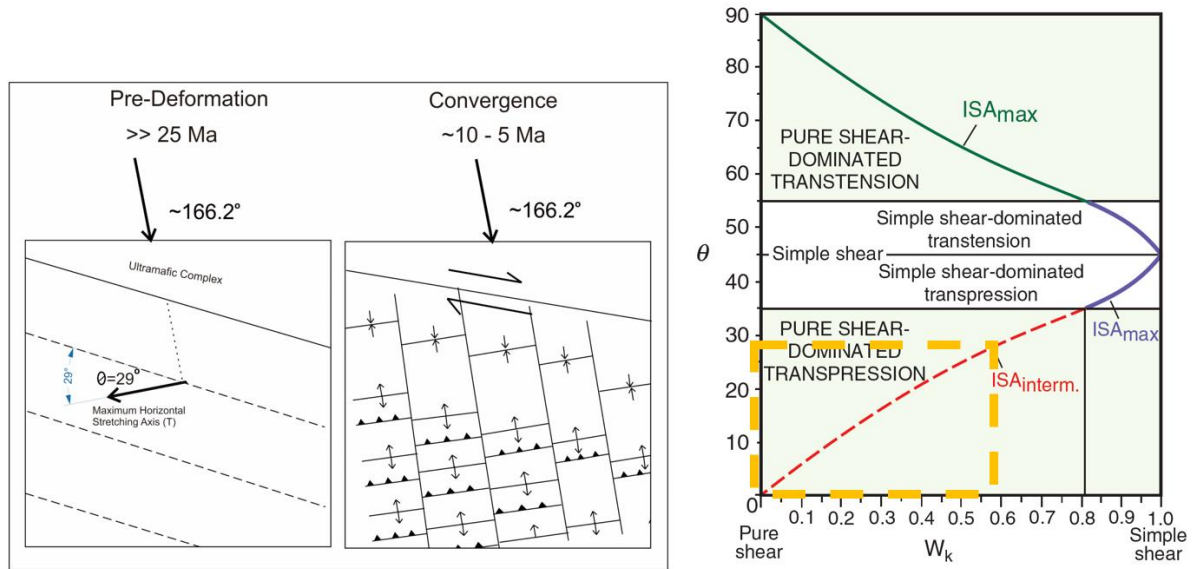 Pre-Deformation
>> 25 Ma
~166.2°
Ultramafic Complex
29°
θ=29°
Maximum Horizontal
Stretching Axis (T)
Convergence
~10 - 5 Ma
~166.2°
90
80
70
60
50
40
30
20
10
0
θ
ISAmax
PURE SHEAR-
DOMINATED
TRANSTENSION
Simple shear-dominated
transtension
Simple shear
Simple shear-dominated
transpression
ISAmax
PURE SHEAR-
DOMINATED
TRANSPRESSION
ISAinterm.
0.1 0.2 0.3 0.4 0.5 0.6 0.7 0.8 0.9 1.0
Pure
shear
Wk
Simple
shear